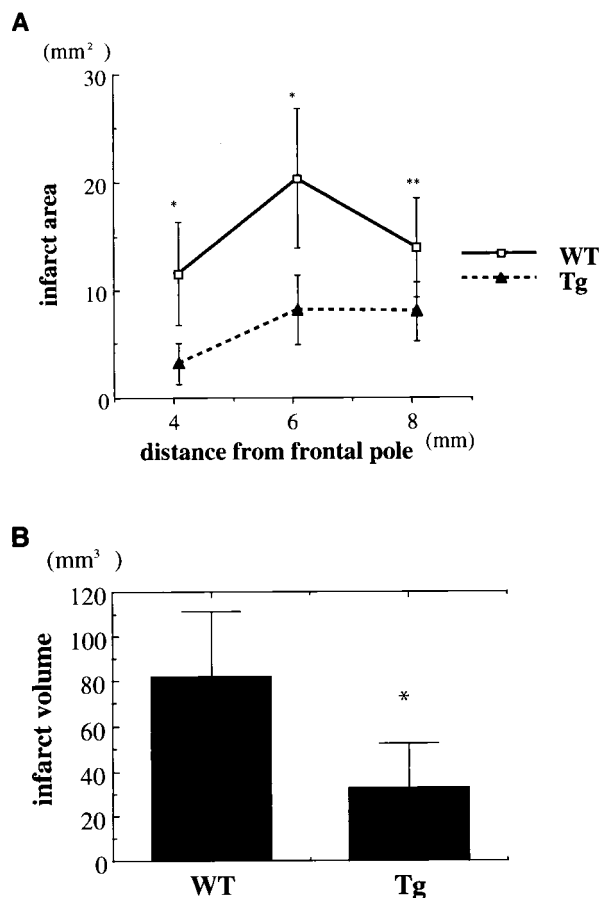 A
(mm²)
30
20
10
0
infarct area
*
*
**
WT
Tg
4
6
8
(mm)
distance from frontal pole
B
(mm³)
120
100
80
60
40
20
0
infarct volume
*
WT
Tg